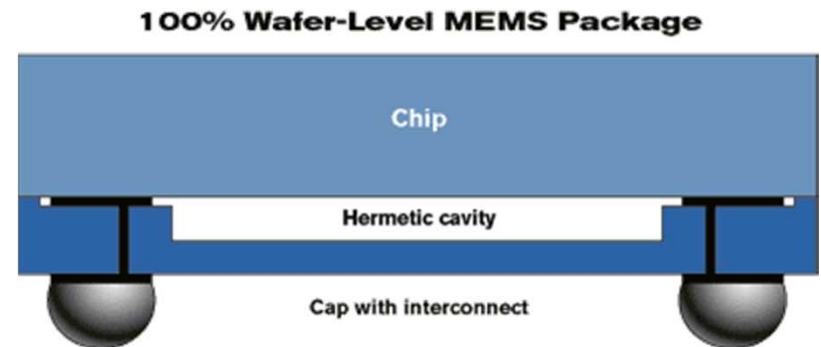 100% Wafer-Level MEMS Package
Chip
Hermetic cavity
Cap with interconnect